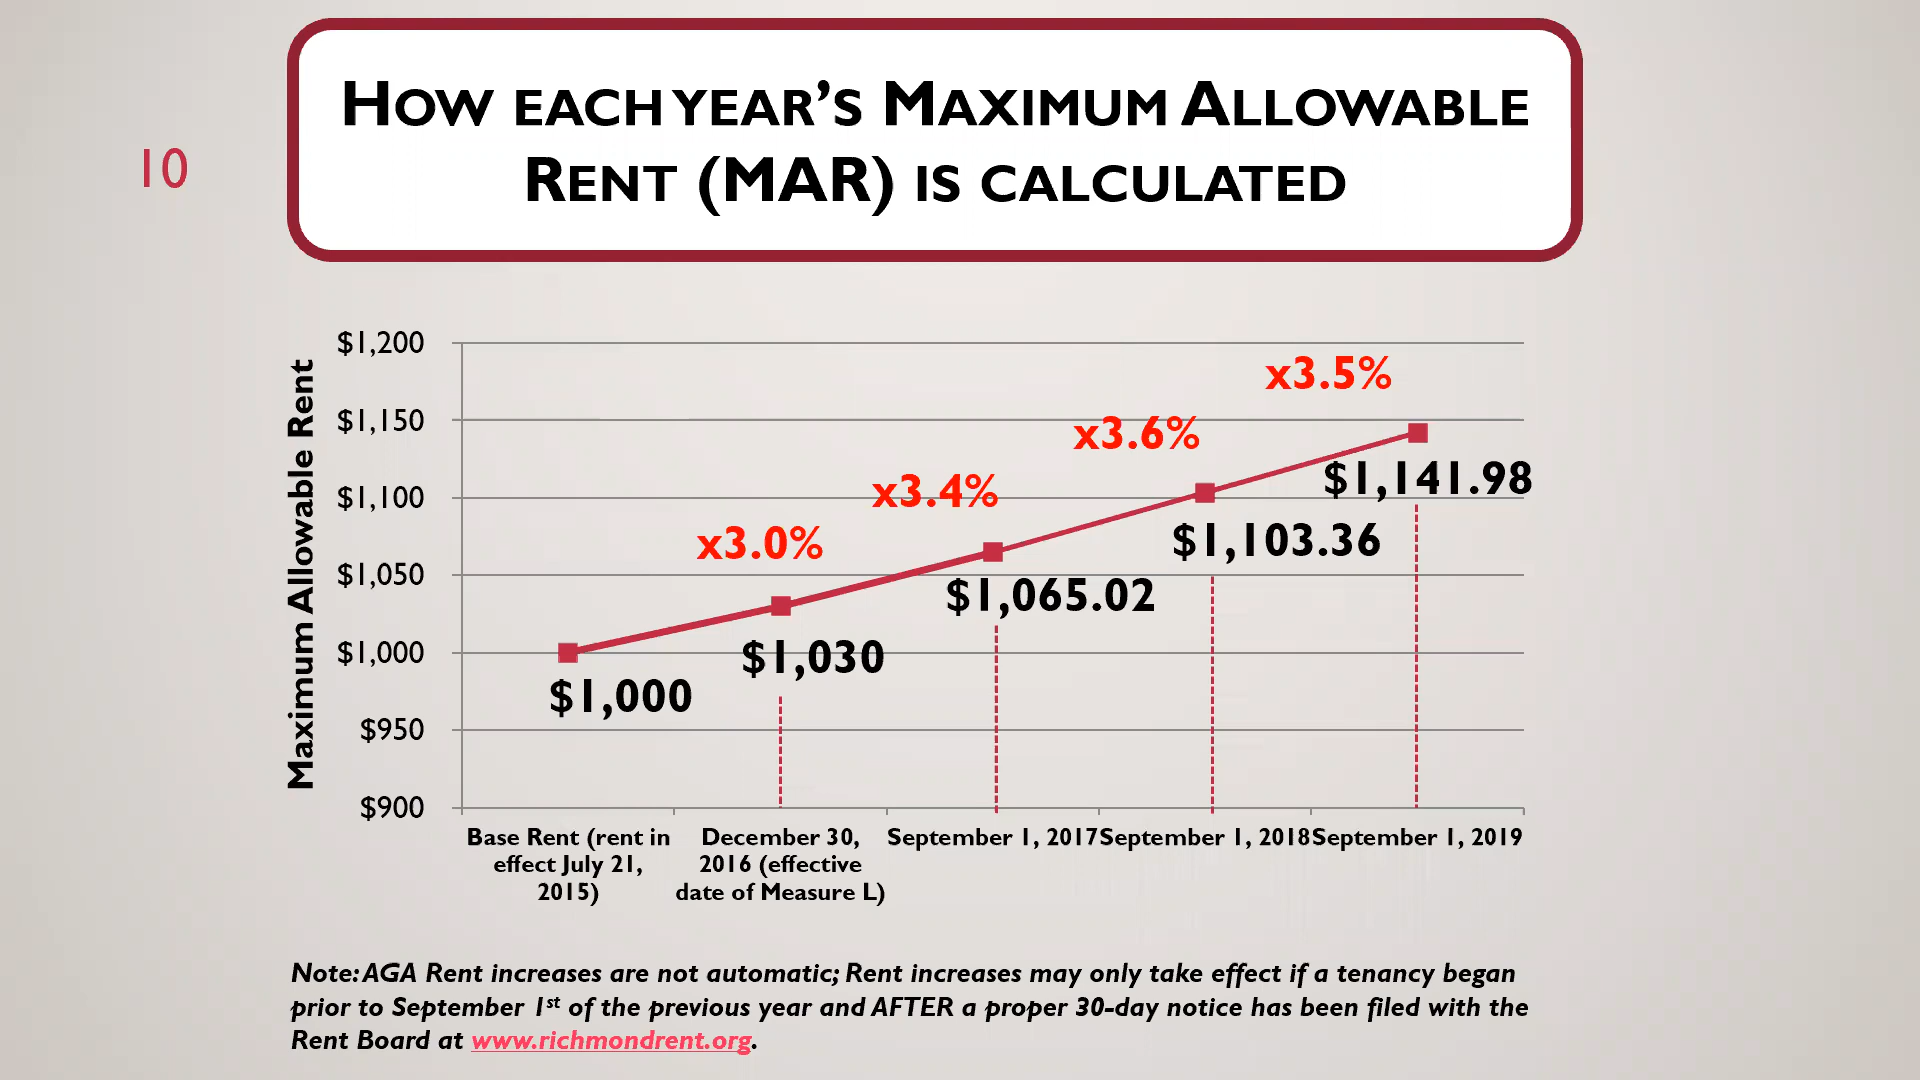 HOW EACH YEAR'S MAXIMUM ALLOWABLE
RENT (MAR) IS CALCULATED
10
Maximum Allowable Rent
$1,200
$1,150
$1,100
$1,050
$1,000
$950
$900
x3.0%
x3.4%
x3.6%
x3.5%
$1,000
$1,030
$1,065.02
$1,103.36
$1,141.98
Base Rent (rent in
effect July 21,
2015)
December 30,
2016 (effective
date of Measure L)
September 1, 2017
September 1, 2018
September 1, 2019
Note: AGA Rent increases are not automatic; Rent increases may only take effect if a tenancy began
prior to September 1st of the previous year and AFTER a proper 30-day notice has been filed with the
Rent Board at www.richmondrent.org.